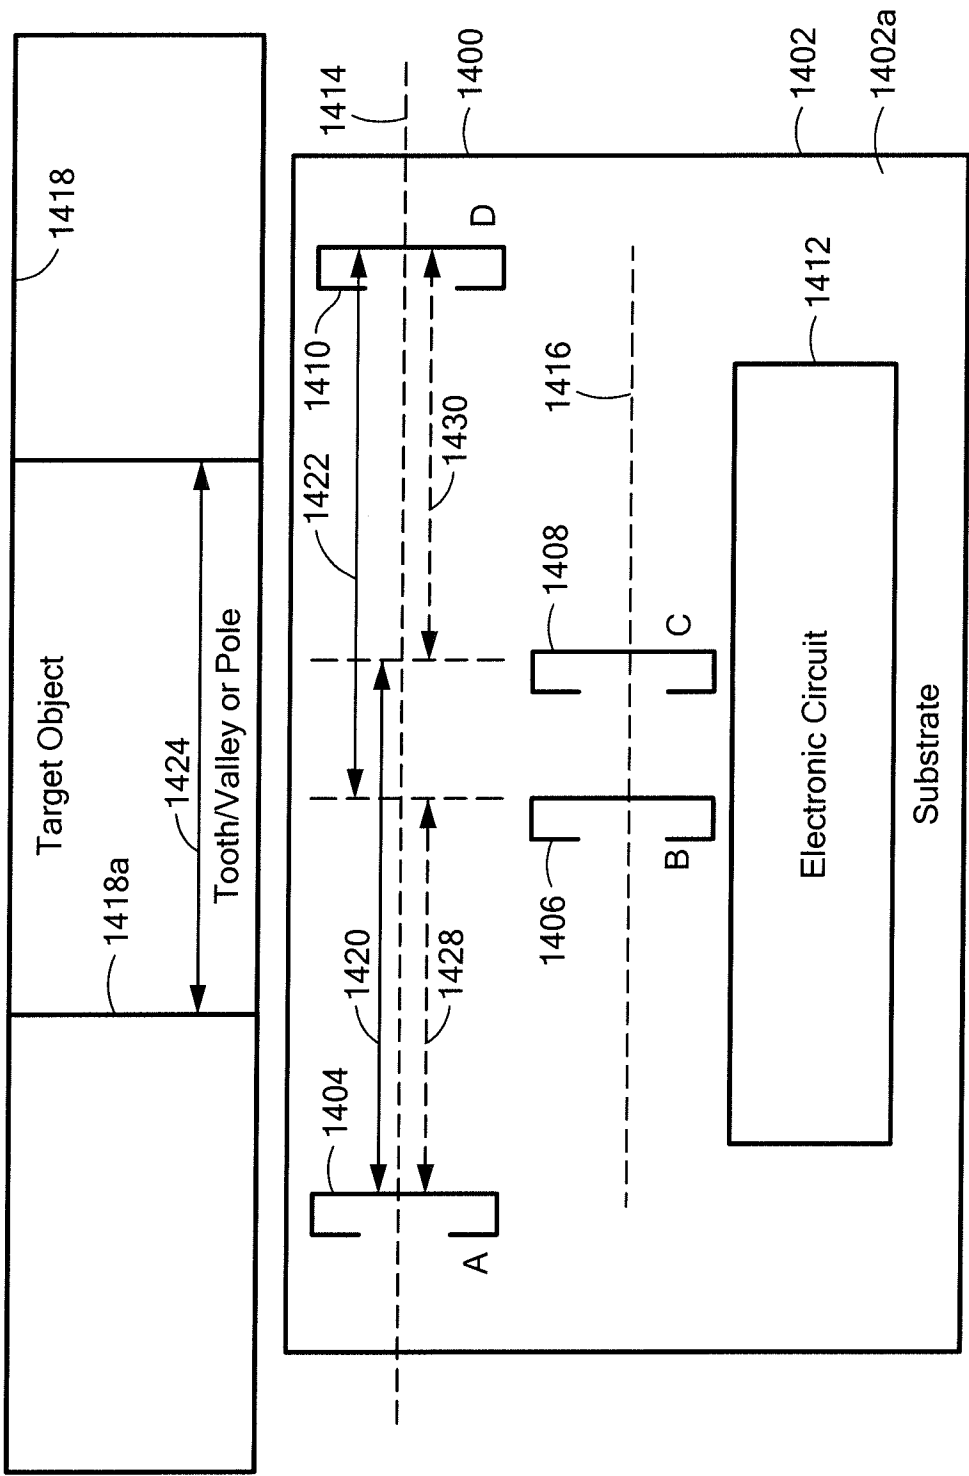 1418
Target Object
1418a
1424
Tooth/Valley or Pole
1414
1400
1402
1402a
1404
A
1420
1428
1422
1410
D
1430
1416
1406
B
1408
C
1412
Electronic Circuit
Substrate